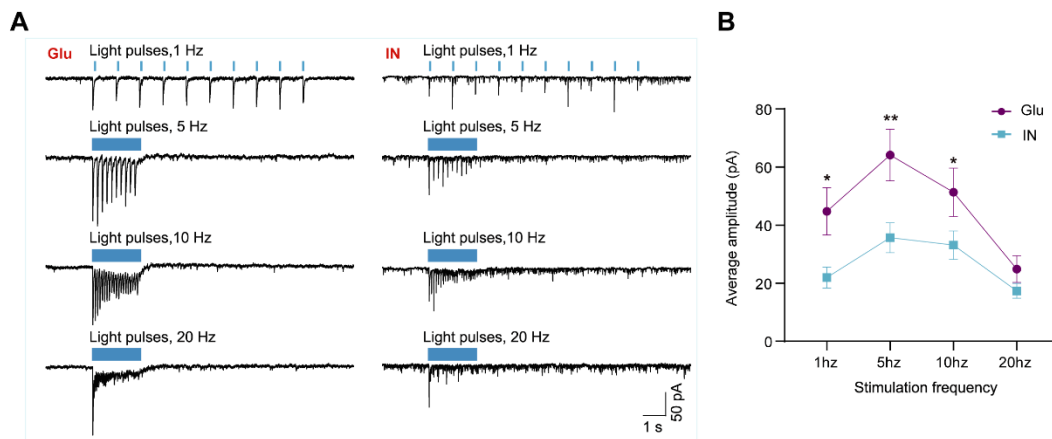 A
Glu
Light pulses,1 Hz
IN
Light pulses,1 Hz
Light pulses, 5 Hz
Light pulses, 5 Hz
Light pulses,10 Hz
Light pulses,10 Hz
Light pulses, 20 Hz
Light pulses, 20 Hz
50 pA
1 s
B
Glu
IN
80
60
40
20
0
Average amplitude (pA)
*
**
*
1hz
5hz
10hz
20hz
Stimulation frequency